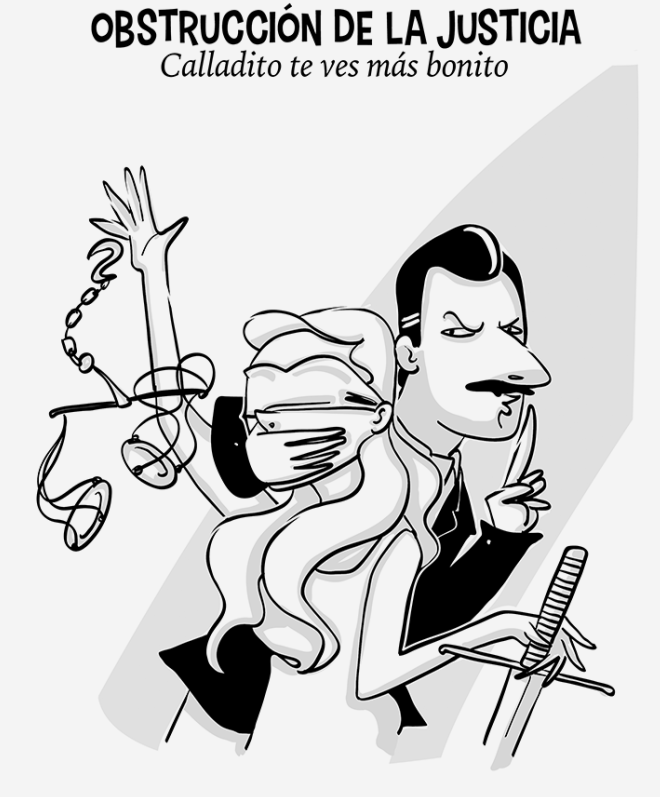 OBSTRUCCIÓN DE LA JUSTICIA
Calladito te ves más bonito